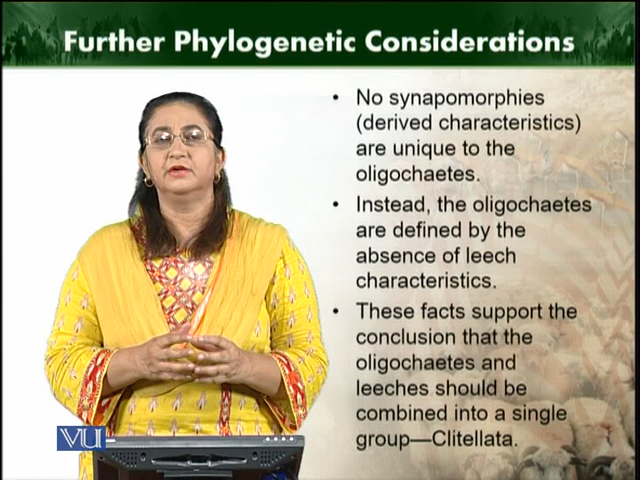 Further Phylogenetic Considerations
• No synapomorphies
(derived characteristics)
are unique to the
oligochaetes.
• Instead, the oligochaetes
are defined by the
absence of leech
characteristics.
• These facts support the
conclusion that the
oligochaetes and
leeches should be
combined into a single
group—Clitellata.
VU